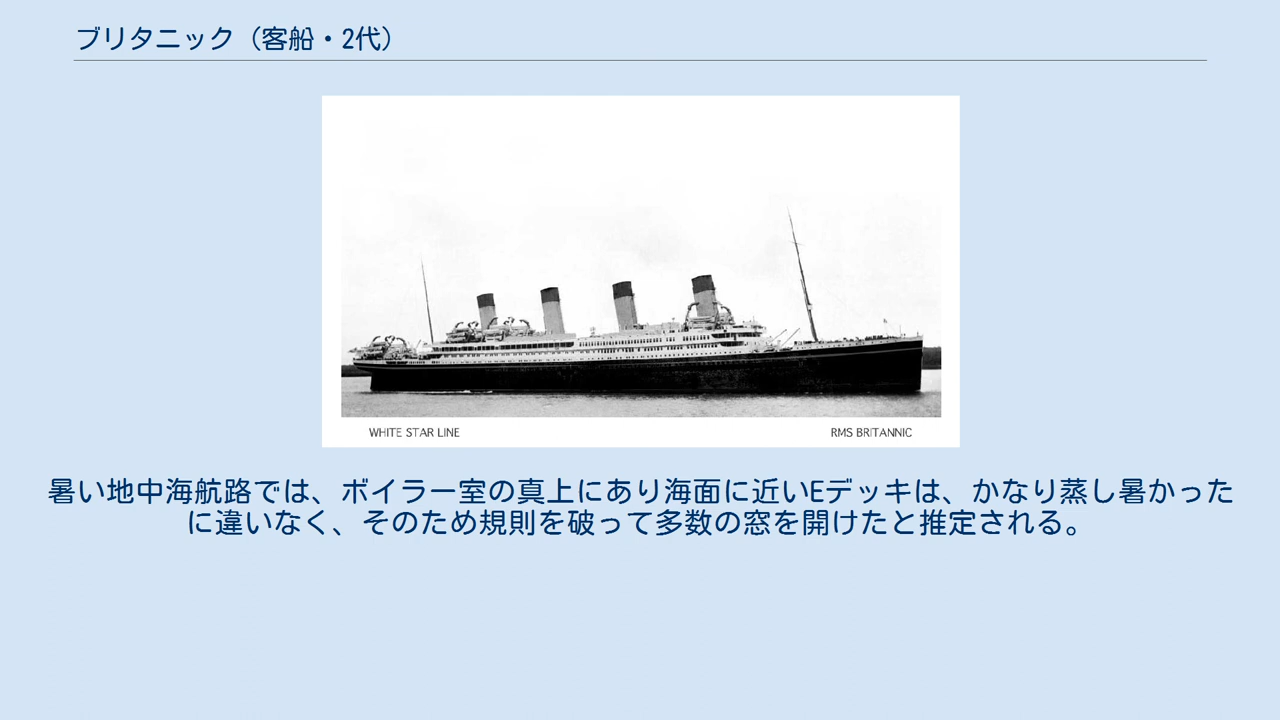 ブリタニック（客船・2代）
WHITE STAR LINE
RMS BRITANNIC
暑い地中海航路では、ボイラー室の真上にあり海面に近いEデッキは、かなり蒸し暑かった
に違いなく、そのため規則を破って多数の窓を開けたと推定される。